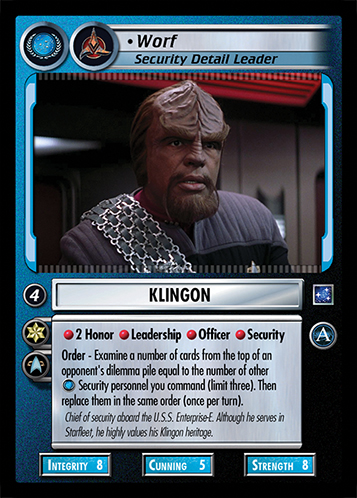 • Worf
Security Detail Leader
4
KLINGON
A
• 2 Honor • Leadership • Officer • Security
Order - Examine a number of cards from the top of an
opponent's dilemma pile equal to the number of other
Security personnel you command (limit three). Then
replace them in the same order (once per turn).
Chief of security aboard the U.S.S. Enterprise-E. Although he serves in
Starfleet, he highly values his Klingon heritage.
INTEGRITY 8 CUNNING 5 STRENGTH 8